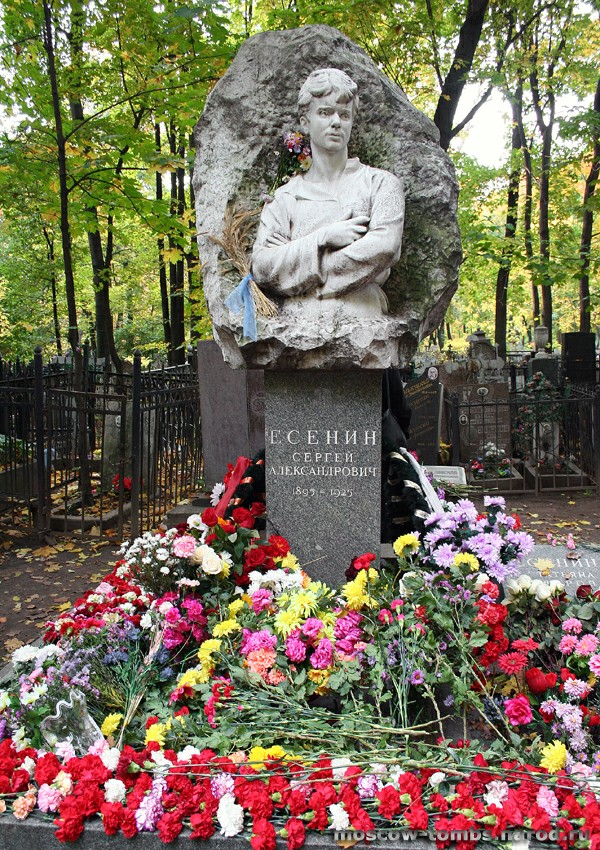 ЕСЕНИН
СЕРГЕЙ
АЛЕКСАНДРОВИЧ
1895-1925
moscow-tombs.narod.ru